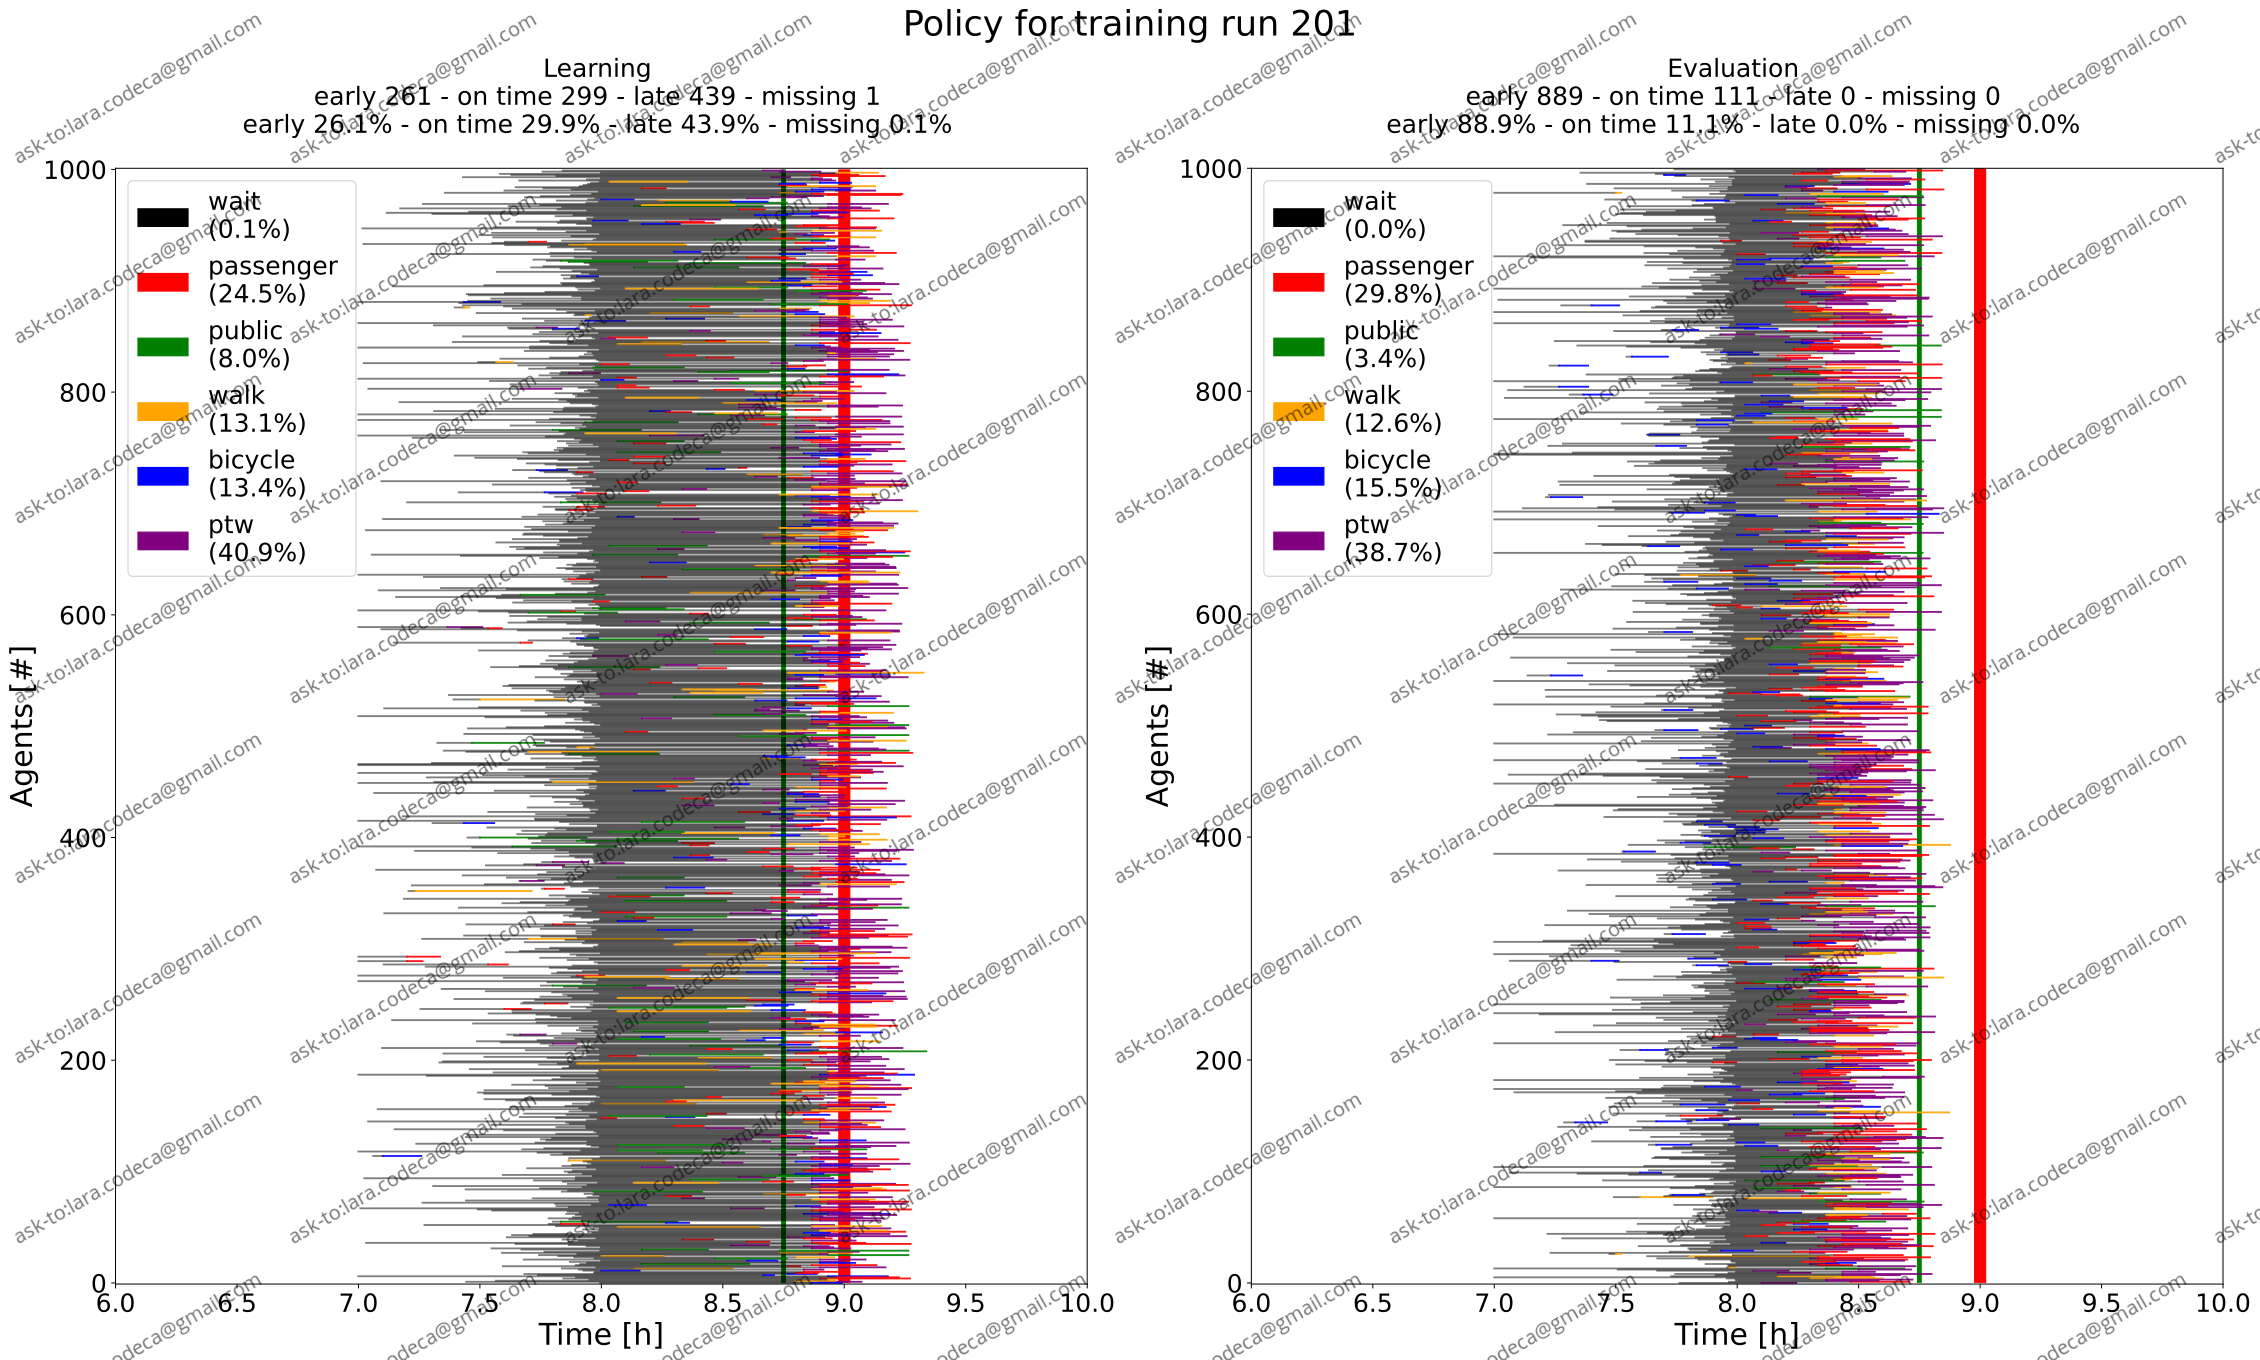 Policy for training run 201
Learning
early 261 - on time 299 - late 439 - missing 1
early 26.1% - on time 29.9% - late 43.9% - missing 0.1%
1000
800
600
400
200
0
Agents [#]
wait
(0.1%)
passenger
(24.5%)
public
(8.0%)
walk
(13.1%)
bicycle
(13.4%)
ptw
(40.9%)
6.0 6.5 7.0 7.5 8.0 8.5 9.0 9.5 10.0
Time [h]
Evaluation
early 889 - on time 111 - late 0 - missing 0
early 88.9% - on time 11.1% - late 0.0% - missing 0.0%
1000
800
600
400
200
0
Agents [#]
wait
(0.0%)
passenger
(29.8%)
public
(3.4%)
walk
(12.6%)
bicycle
(15.5%)
ptw
(38.7%)
6.0 6.5 7.0 7.5 8.0 8.5 9.0 9.5 10.0
Time [h]
ask-to:lara.codeca@gmail.com